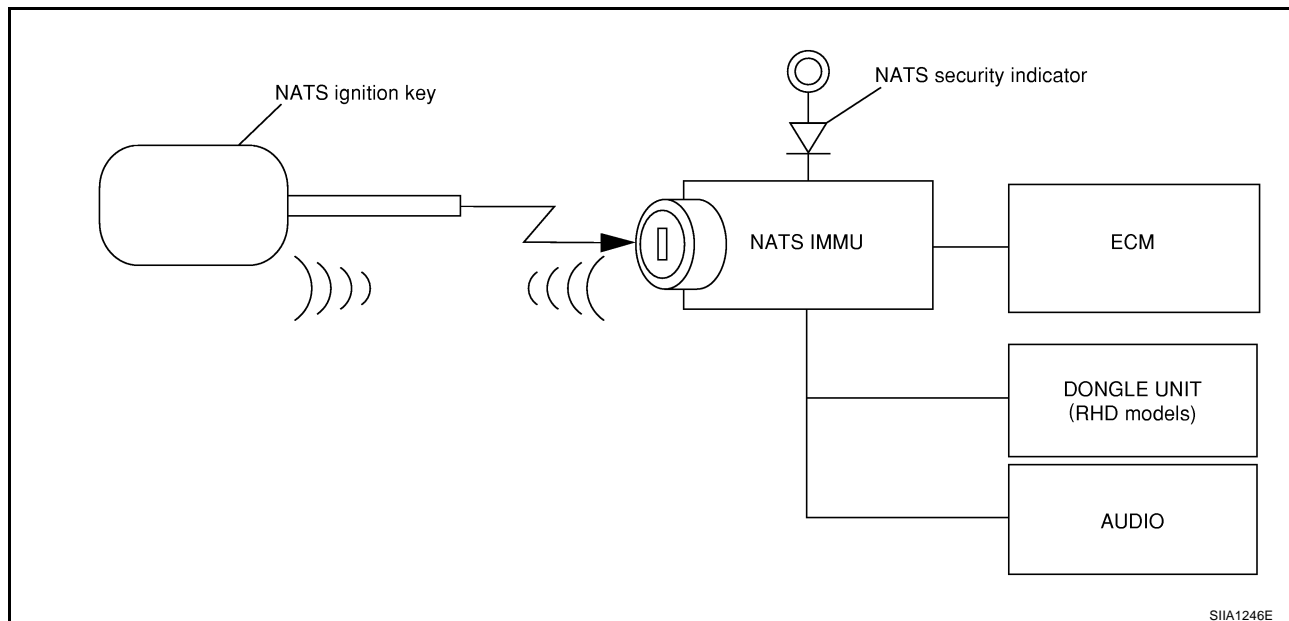 NATS security indicator
NATS ignition key
NATS IMMU
ECM
DONGLE UNIT
(RHD models)
AUDIO
SIIA1246E